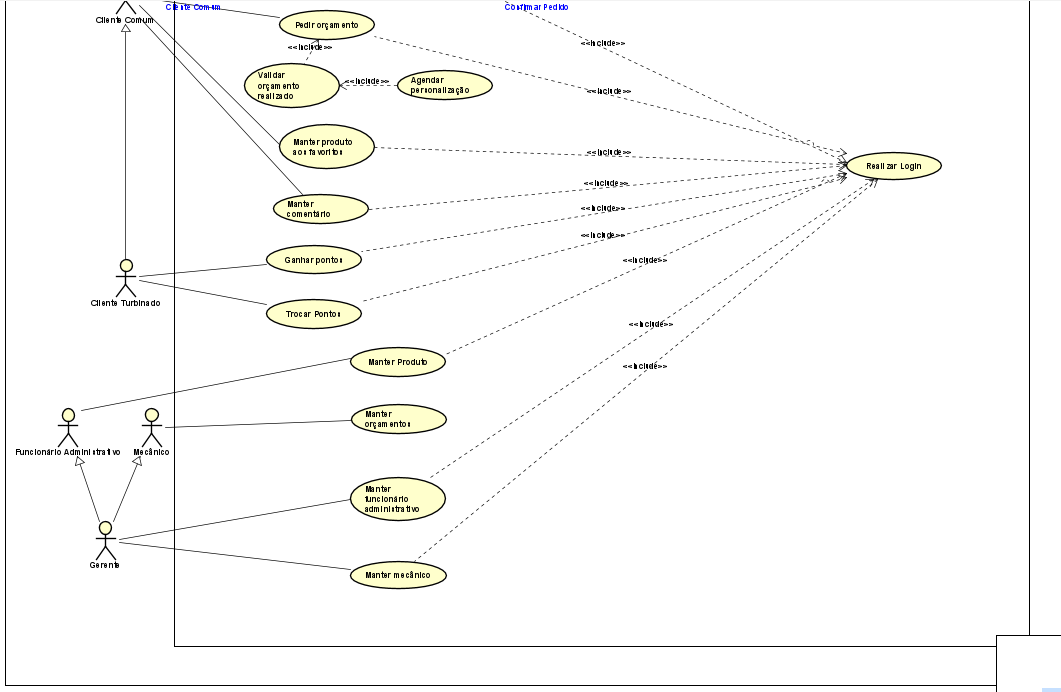 Cliente Comum
Confirmar Pedido
Cliente Comum
Pedir orçamento
<<include>>
<<include>>
Validar
orçamento
realizado
<<include>>
Agendar
personalização
<<include>>
Manter produto
aos favoritos
<<include>>
Realizar Login
<<include>>
Manter
comentário
<<include>>
<<include>>
Ganhar pontos
<<include>>
Cliente Turbinado
Trocar Pontos
<<include>>
Manter Produto
<<include>>
Manter
orçamentos
Funcionário Administrativo
Mecânico
Manter
funcionário
administrativo
Gerente
Manter mecânico